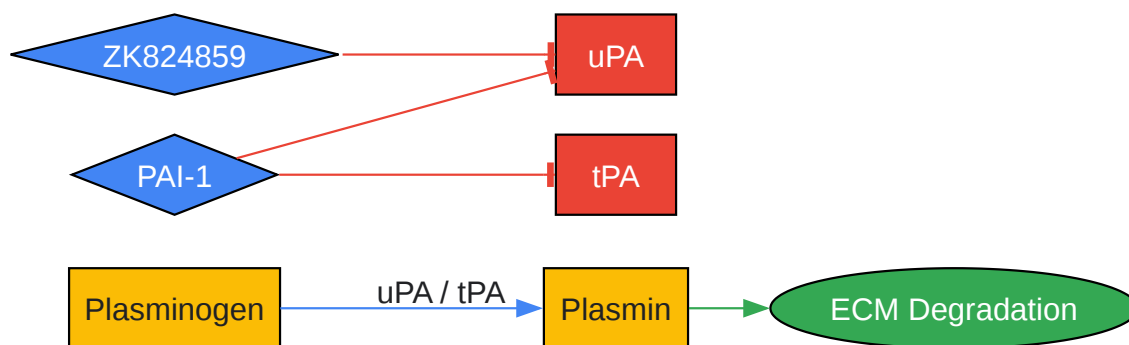 ZK824859
uPA
PAI-1
tPA
Plasminogen
uPA / tPA
Plasmin
ECM Degradation